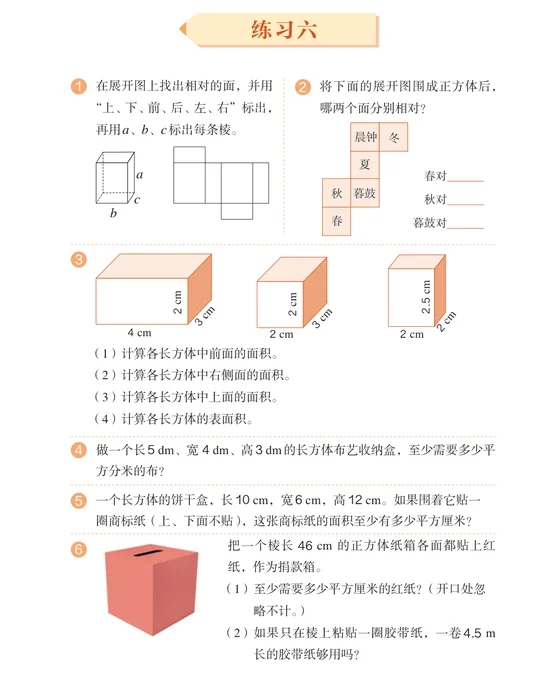 练习六
1 在展开图上找出相对的面，并用
“上、下、前、后、左、右”标出，
再用a、b、c标出每条棱。
a
c
b
2 将下面的展开图围成正方体后，
哪两个面分别相对？
晨钟 冬
夏
秋 暮鼓
春
春对
秋对
暮鼓对
3
2 cm
3 cm
4 cm
2 cm
3 cm
2 cm
2.5 cm
2 cm
2 cm
（1）计算各长方体中前面的面积。
（2）计算各长方体中右侧面的面积。
（3）计算各长方体中上面的面积。
（4）计算各长方体的表面积。
4 做一个长5 dm、宽 4 dm、高3 dm的长方体布艺收纳盒，至少需要多少平
方分米的布？
5 一个长方体的饼干盒，长10 cm，宽6 cm，高12 cm。如果围着它贴一
圈商标纸（上、下面不贴），这张商标纸的面积至少有多少平方厘米？
6 把一个棱长 46 cm 的正方体纸箱各面都贴上红
纸，作为捐款箱。
（1）至少需要多少平方厘米的红纸？（开口处忽
略不计。）
（2）如果只在棱上粘贴一圈胶带纸，一卷4.5 m
长的胶带纸够用吗？